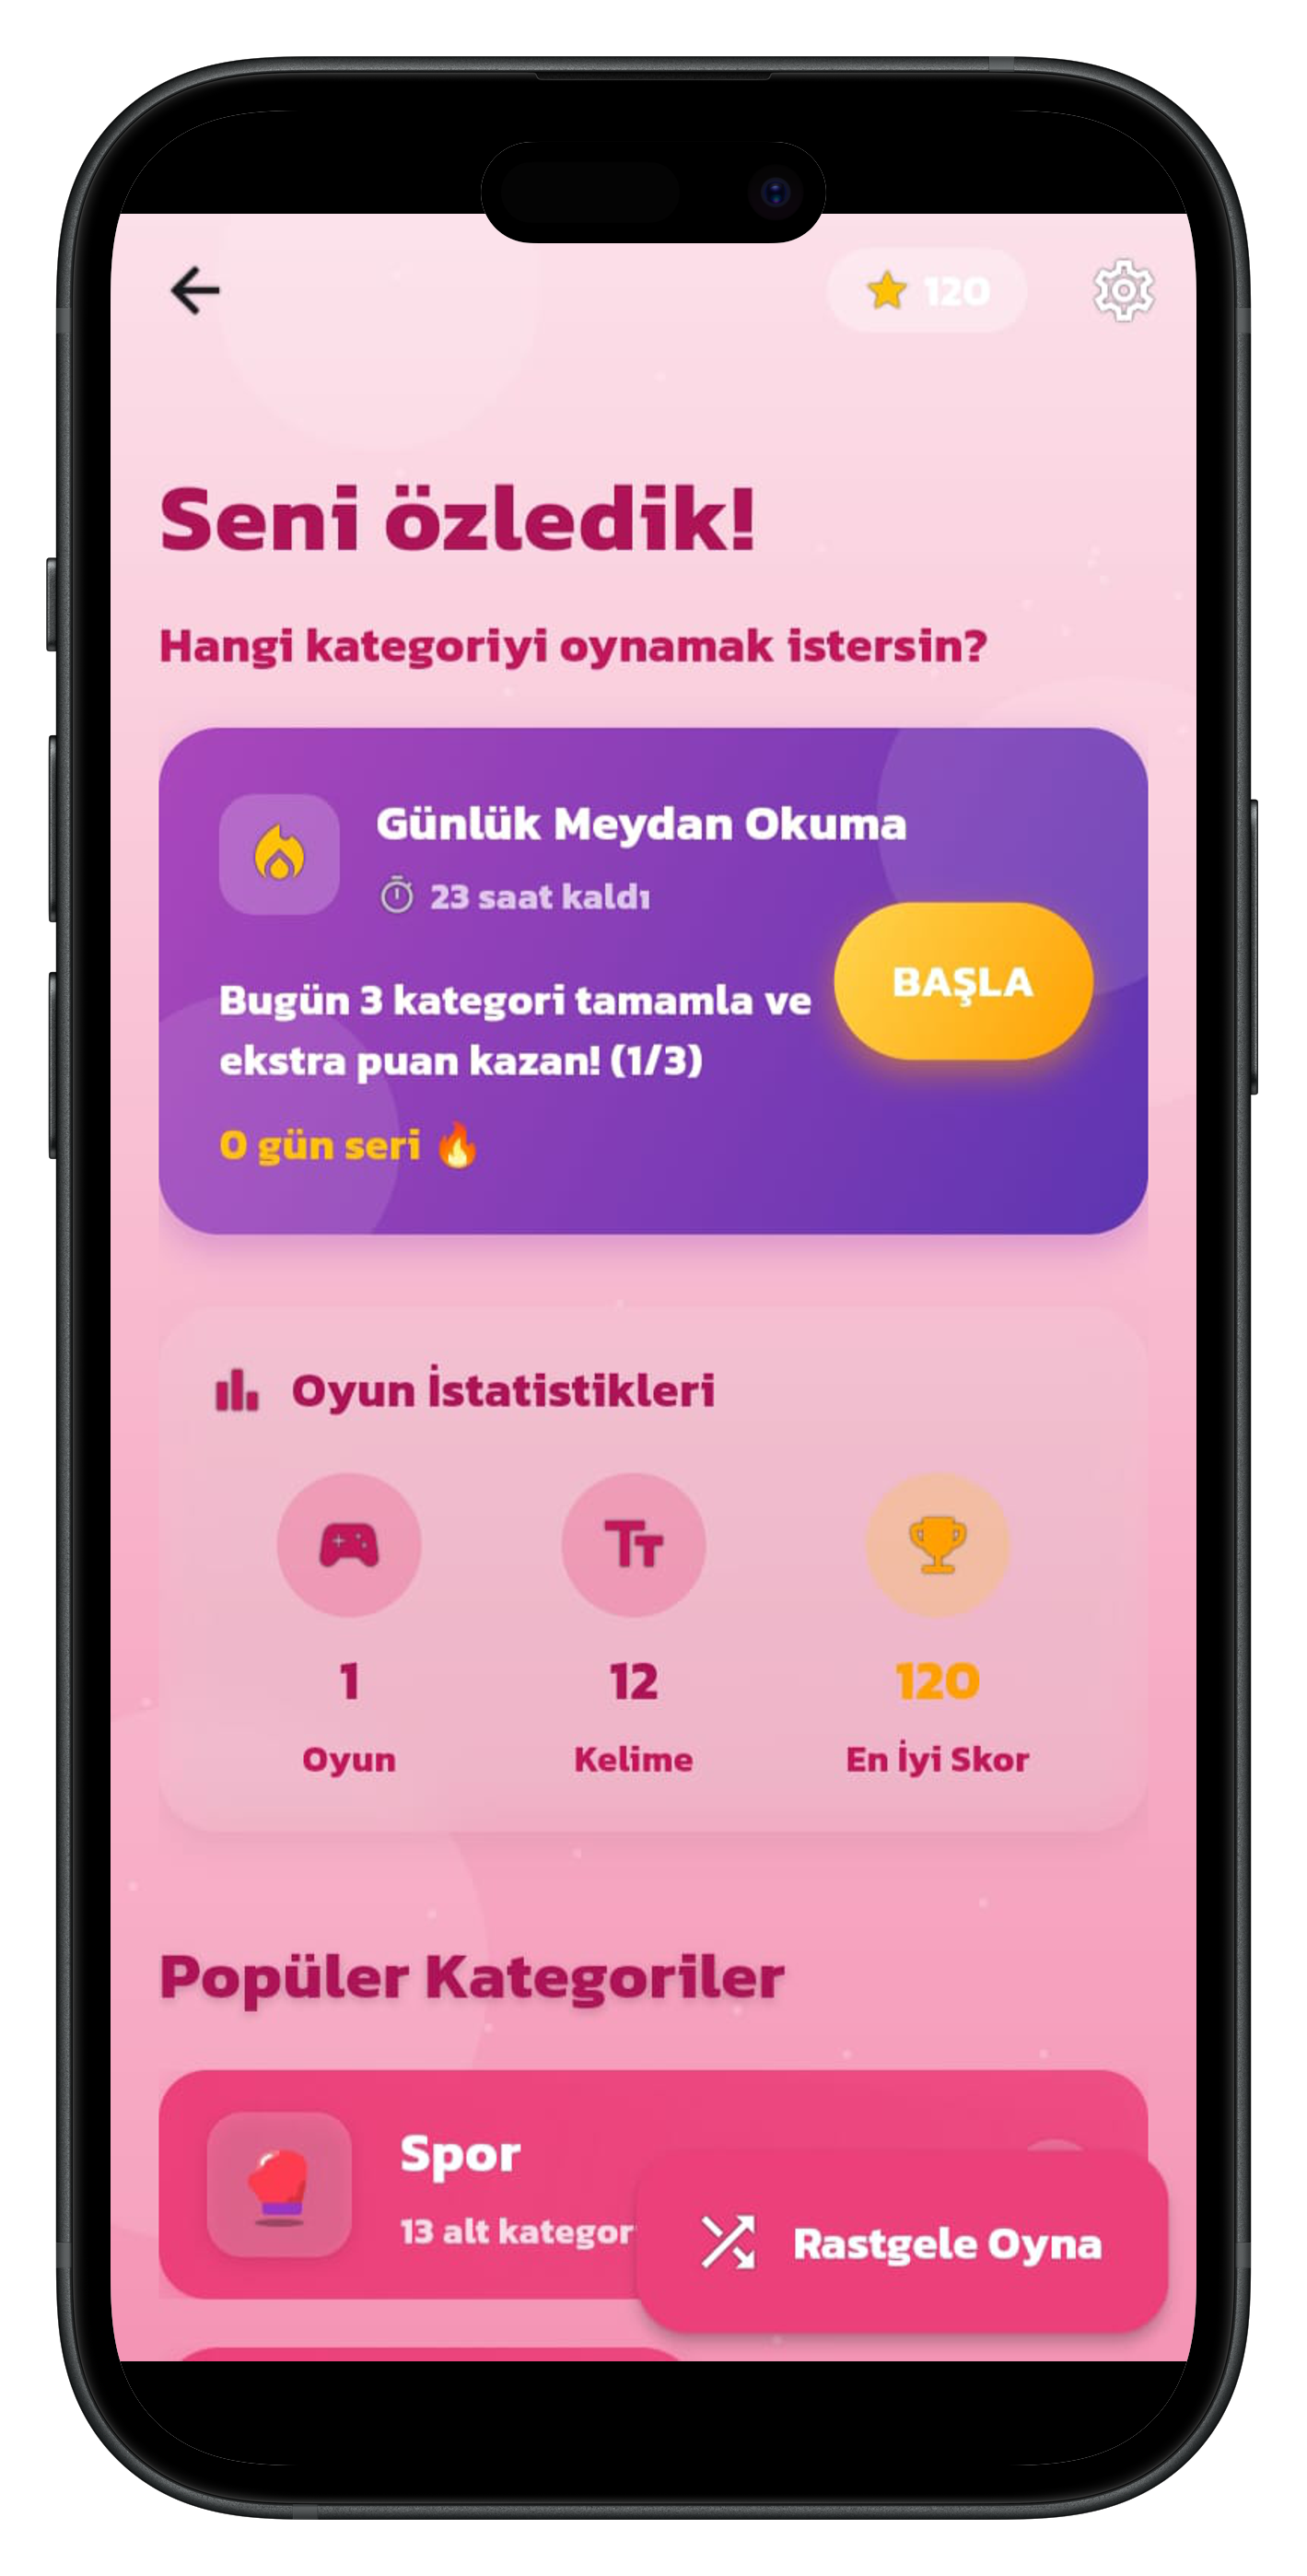 120
Seni özledik!
Hangi kategoriyi oynamak istersin?
Günlük Meydan Okuma
23 saat kaldı
BAŞLA
Bugün 3 kategori tamamla ve
ekstra puan kazan! (1/3)
0 gün seri 🔥
Oyun İstatistikleri
1
12
120
Oyun
Kelime
En İyi Skor
Popüler Kategoriler
Spor
13 alt
Rastgele Oyna